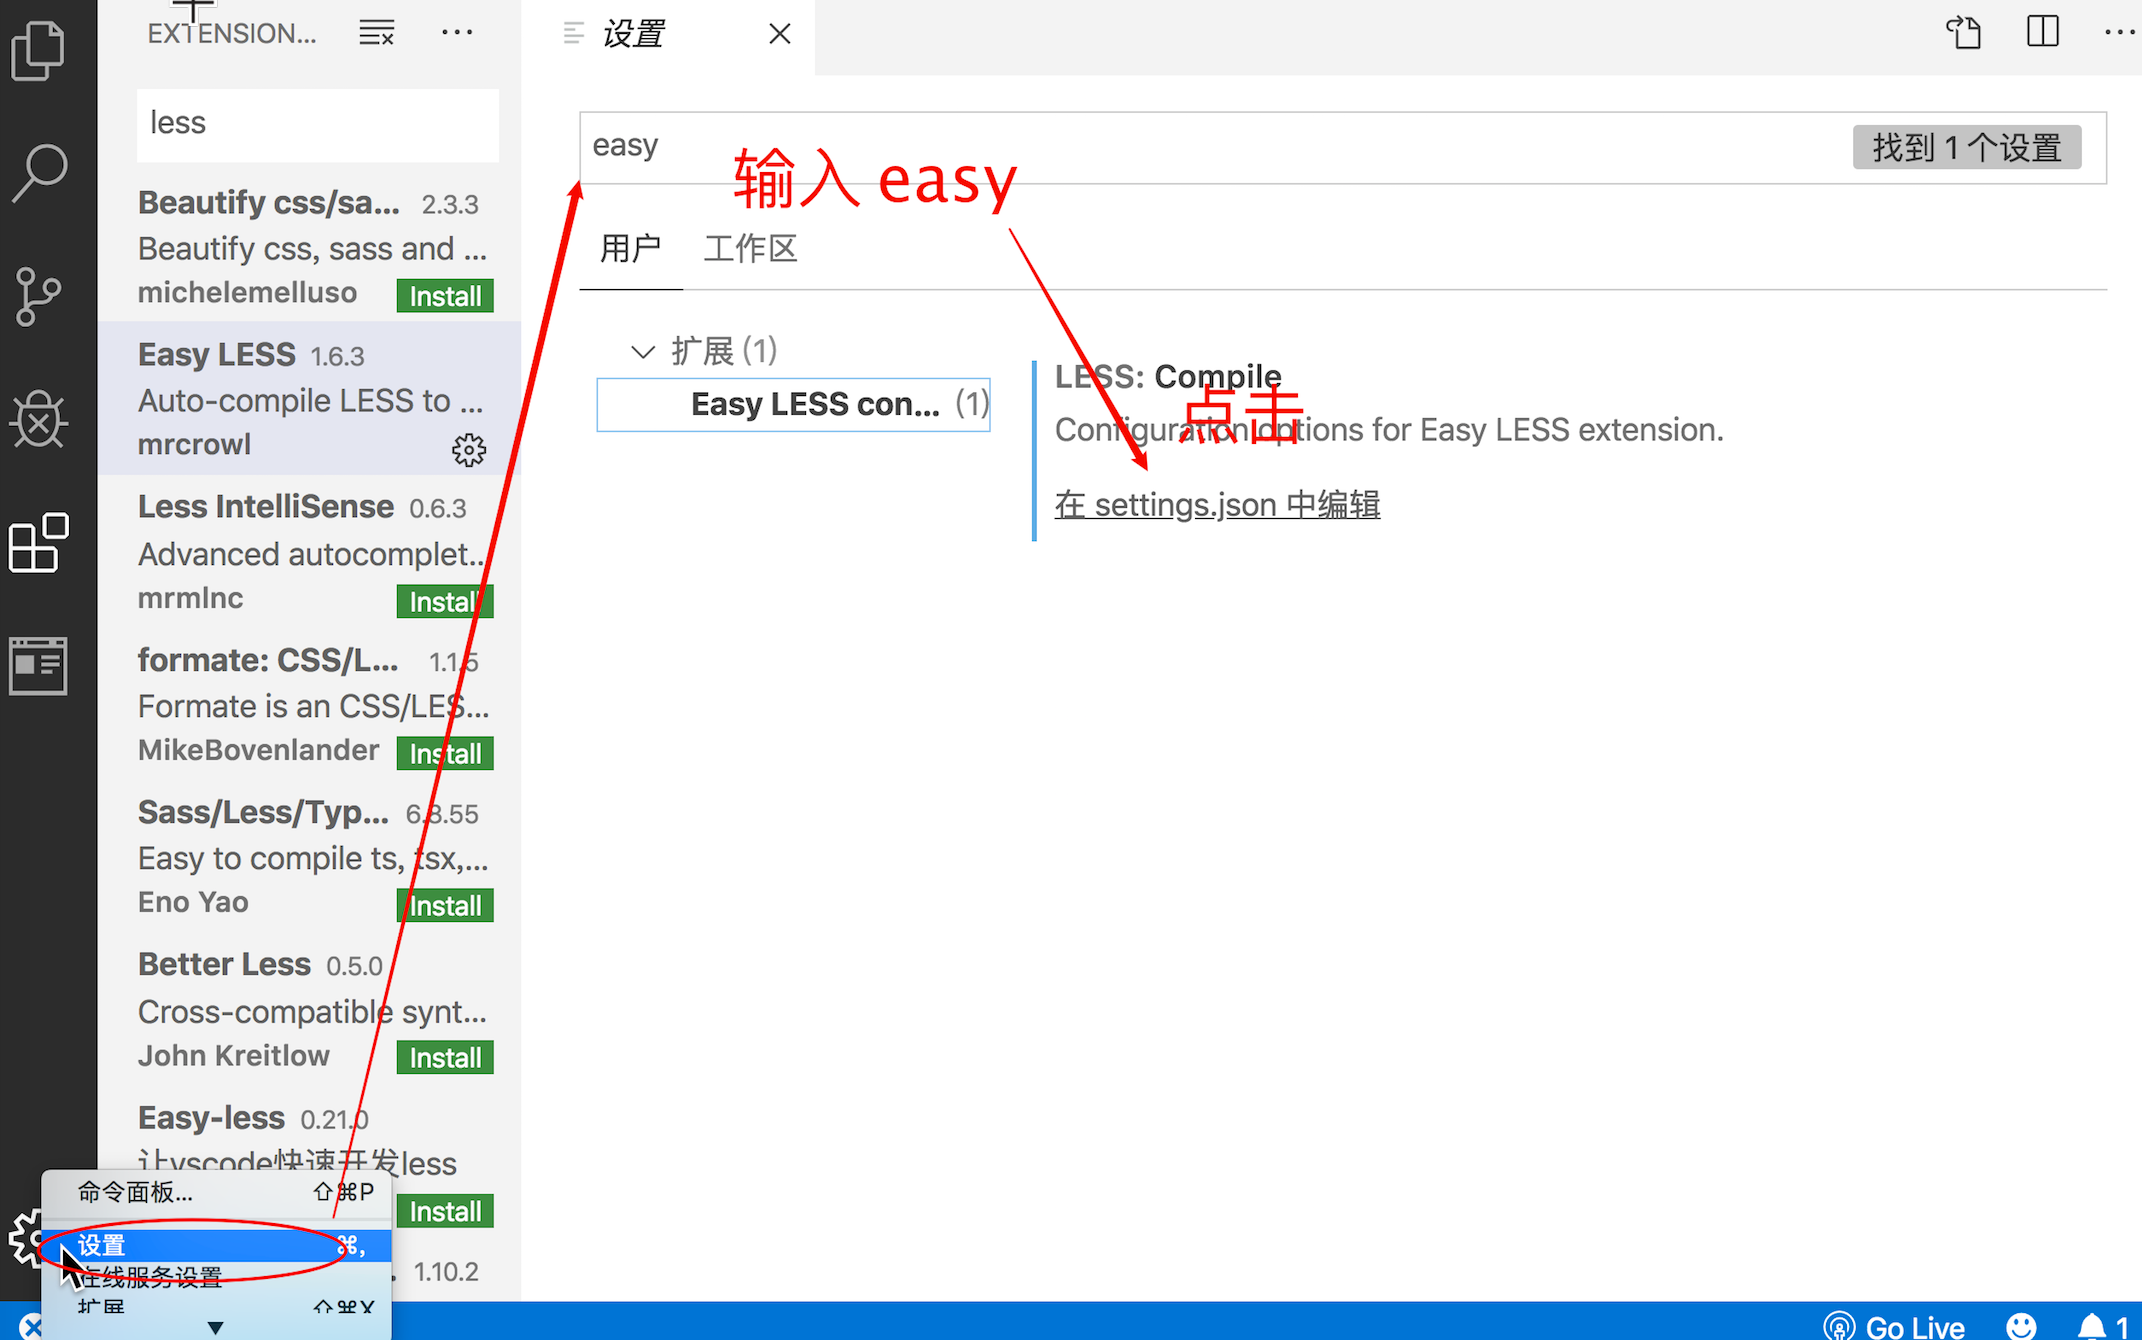 EXTENSION...
less
Beautify css/sa... 2.3.3
Beautify css, sass and ...
michelemelluso Install
Easy LESS 1.6.3
Auto-compile LESS to ...
mrcrowl
Less IntelliSense 0.6.3
Advanced autocomplet...
mrmlnc Install
formate: CSS/L... 1.1.5
Formate is an CSS/LES...
MikeBovenlander Install
Sass/Less/Typ... 6.3.55
Easy to compile ts, tsx,...
Eno Yao Install
Better Less 0.5.0
Cross-compatible synt...
John Kreitlow Install
Easy-less 0.21.0
让vscode快速开发less
Install
1.10.2
命令面板... ⇧⌘P
设置 ⌘,
在线服务设置
扩展 ⇧⌘X
设置
easy
找到 1 个设置
输入 easy
用户 工作区
扩展 (1)
Easy LESS con... (1)
LESS: Compile
点击
Configuration options for Easy LESS extension.
在 settings.json 中编辑
Go Live
1